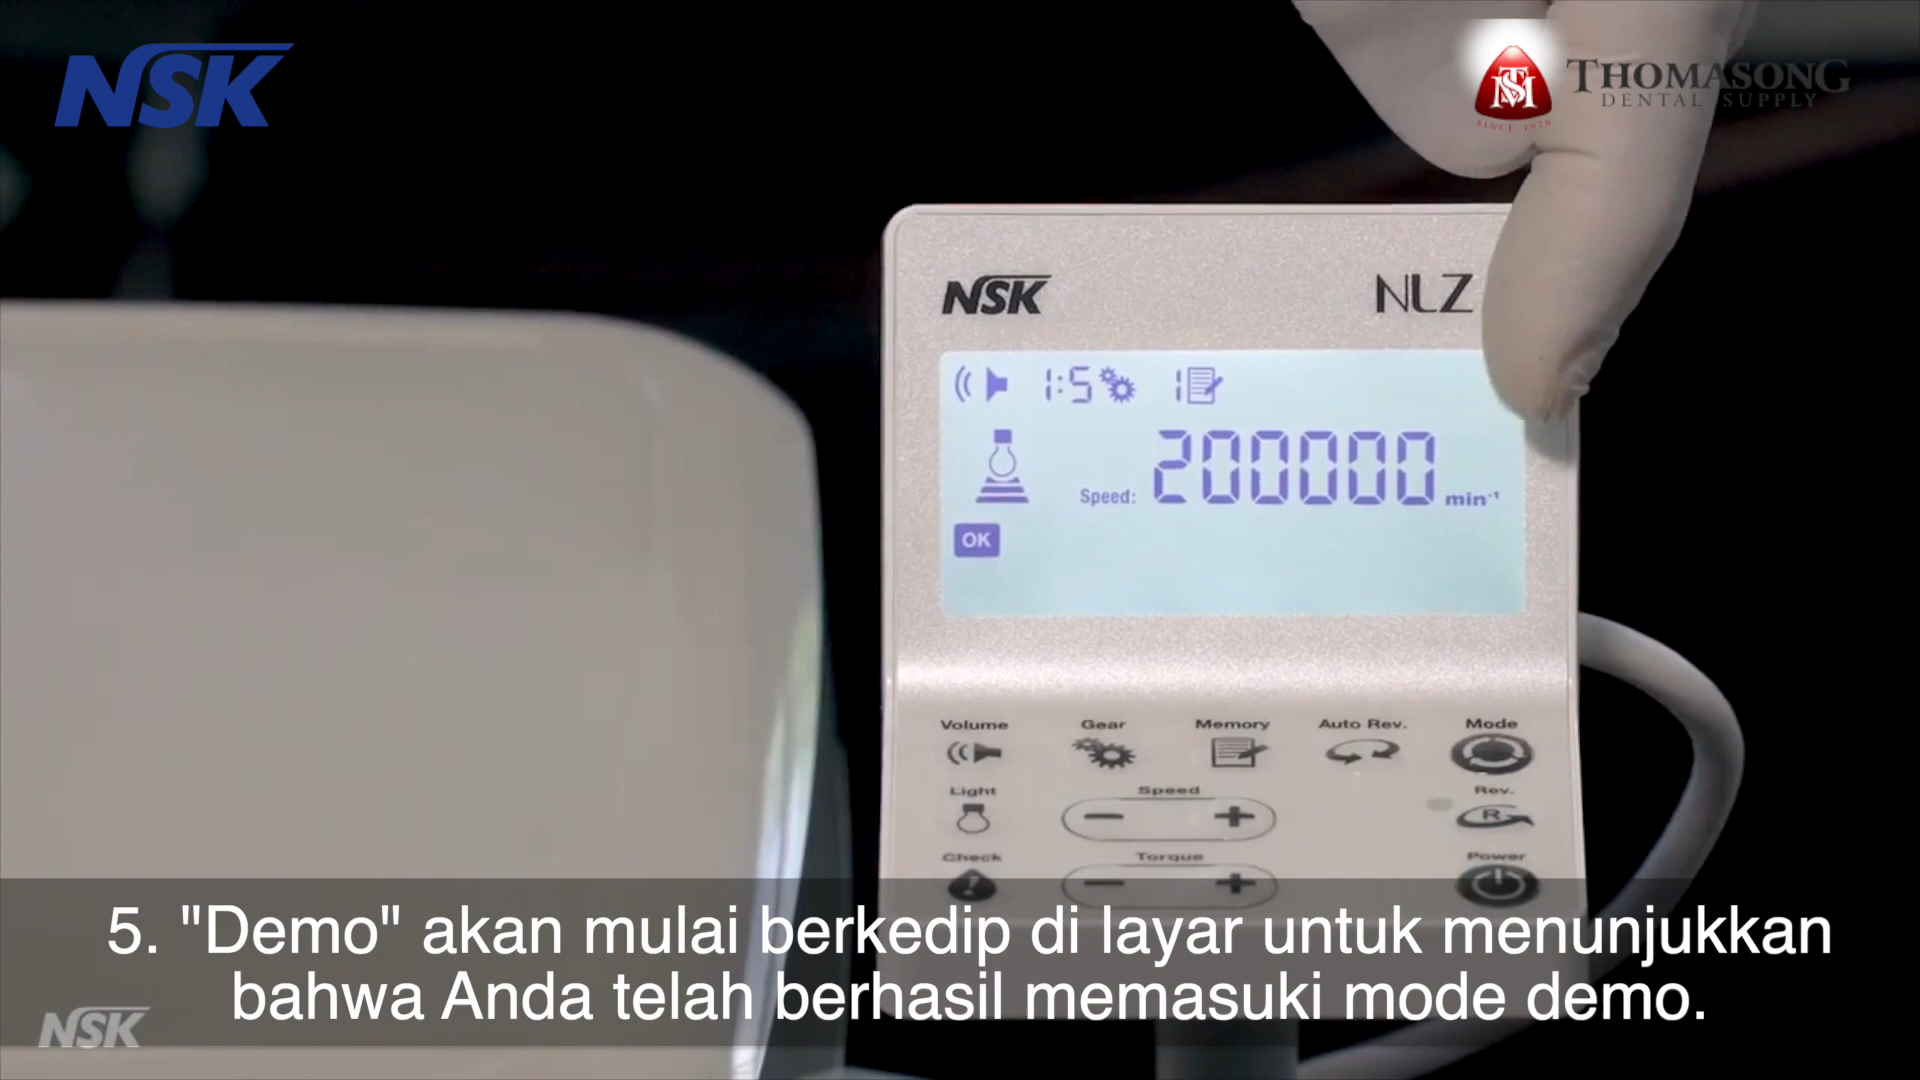 NSK
THOMASONG
DENTAL SUPPLY
SINCE 1970
NSK
NLZ
1:5 1
Speed: 200000 min⁻¹
OK
Volume Gear Memory Auto Rev. Mode
Light Speed Rev.
− + R
Check Torque Power
− +
5. "Demo" akan mulai berkedip di layar untuk menunjukkan
bahwa Anda telah berhasil memasuki mode demo.
NSK